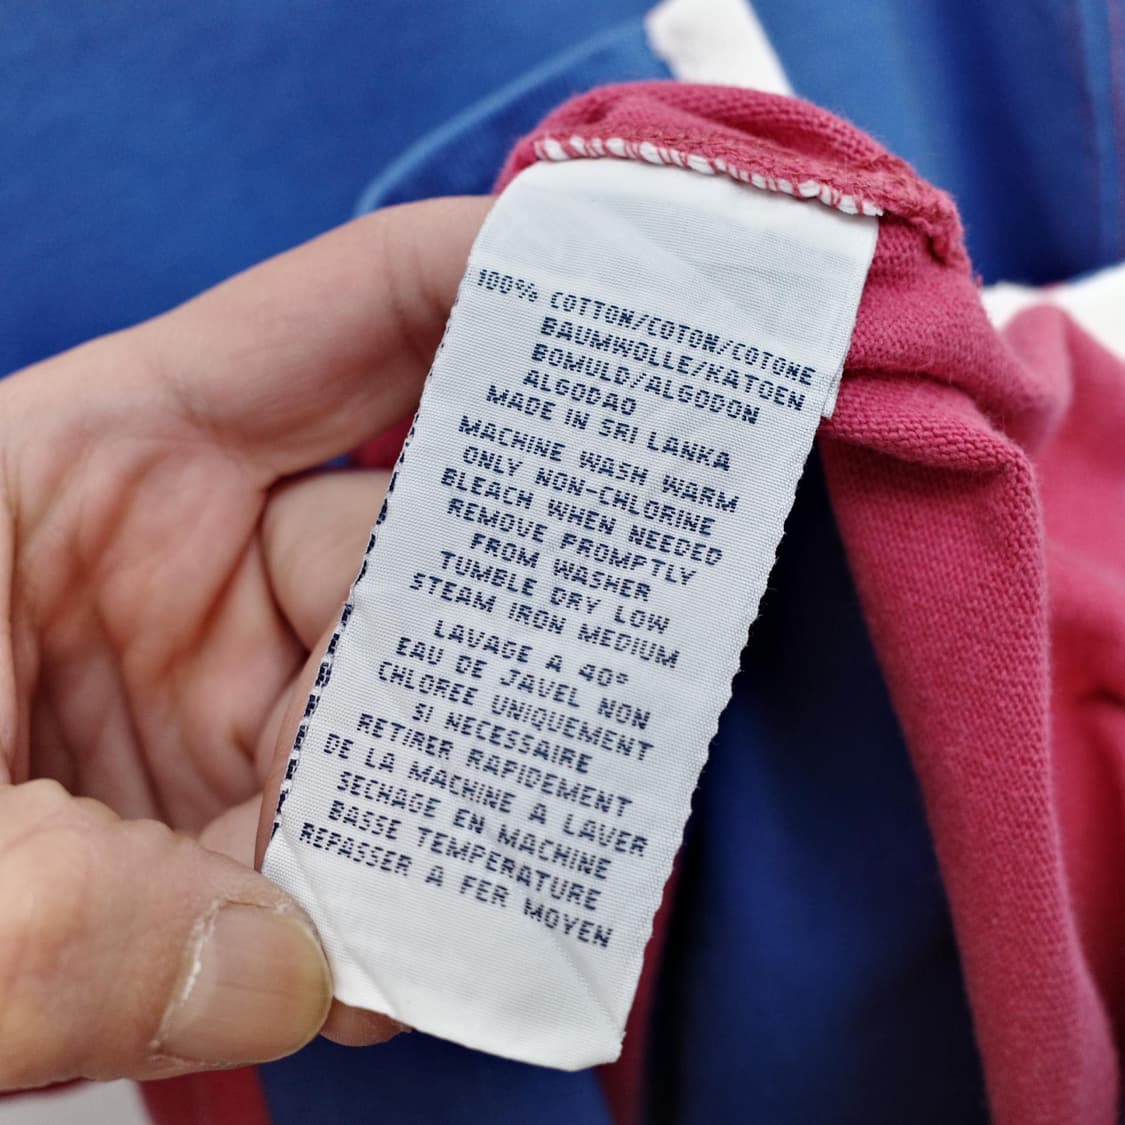 100% COTTON/COTON/COTONE
BAUMWOLLE/KATOEN
BOMULD/ALGODON
ALGODAO
MADE IN SRI LANKA
MACHINE WASH WARM
ONLY NON-CHLORINE
BLEACH WHEN NEEDED
REMOVE PROMPTLY
FROM WASHER
TUMBLE DRY LOW
STEAM IRON MEDIUM
LAVAGE A 40°
EAU DE JAVEL NON
CHLOREE UNIQUEMENT
SI NECESSAIRE
RETIRER RAPIDEMENT
DE LA MACHINE A LAVER
SECHAGE EN MACHINE
BASSE TEMPERATURE
REPASSER A FER MOYEN